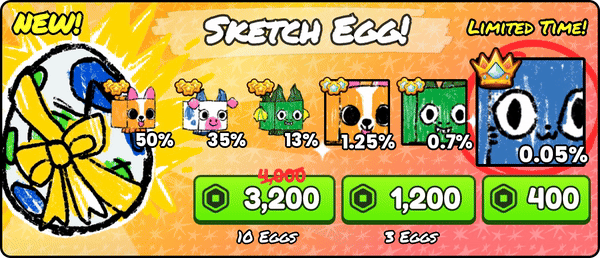 NEW!
SKETCH EGG!
LIMITED TIME!
50%
35%
13%
1.25%
0.7%
0.05%
4,000
3,200
1,200
400
10 EGGS
3 EGGS